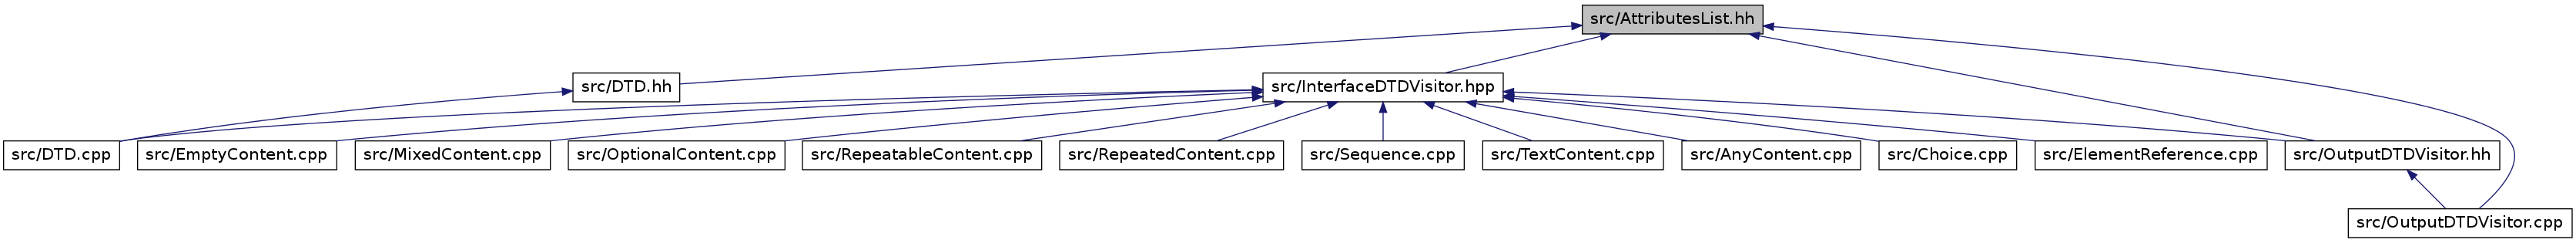 src/AttributesList.hh
src/DTD.hh
src/InterfaceDTDVisitor.hpp
src/DTD.cpp
src/EmptyContent.cpp
src/MixedContent.cpp
src/OptionalContent.cpp
src/RepeatableContent.cpp
src/RepeatedContent.cpp
src/Sequence.cpp
src/TextContent.cpp
src/AnyContent.cpp
src/Choice.cpp
src/ElementReference.cpp
src/OutputDTDVisitor.hh
src/OutputDTDVisitor.cpp